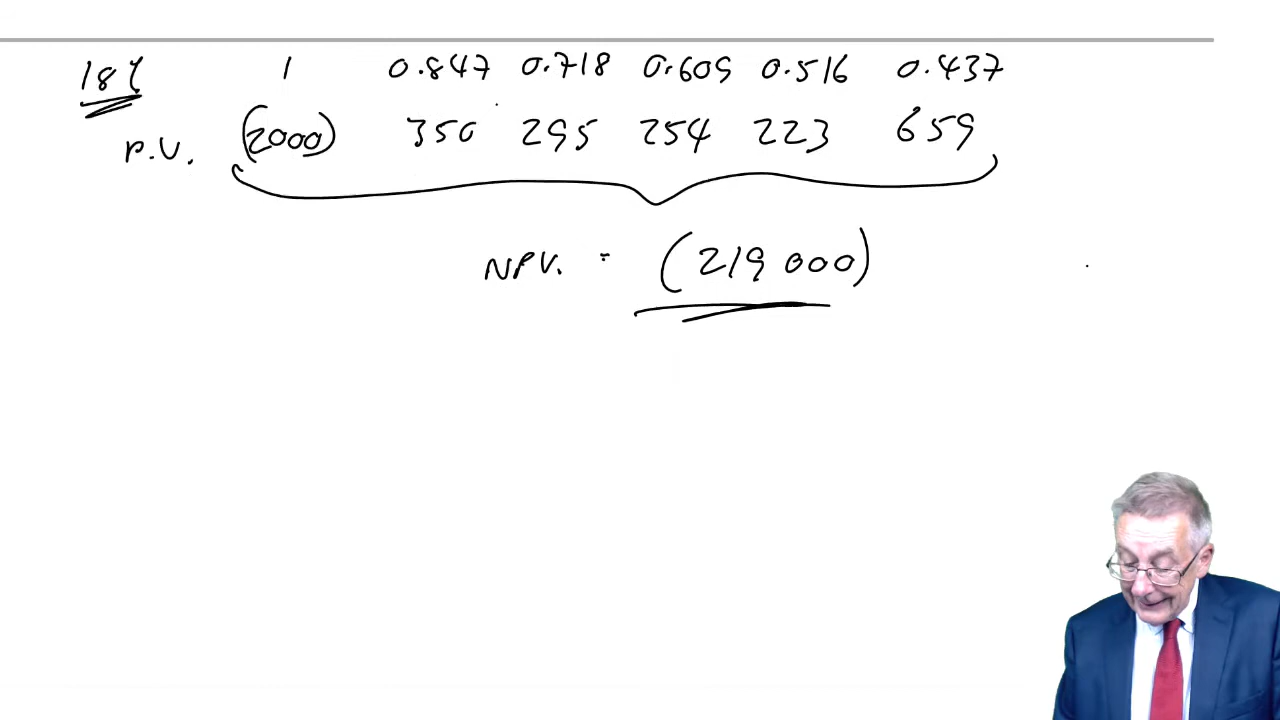 18% 1 0.847 0.718 0.609 0.516 0.437
P.V. (2000) 350 295 254 223 659
NPV. = (219 000)